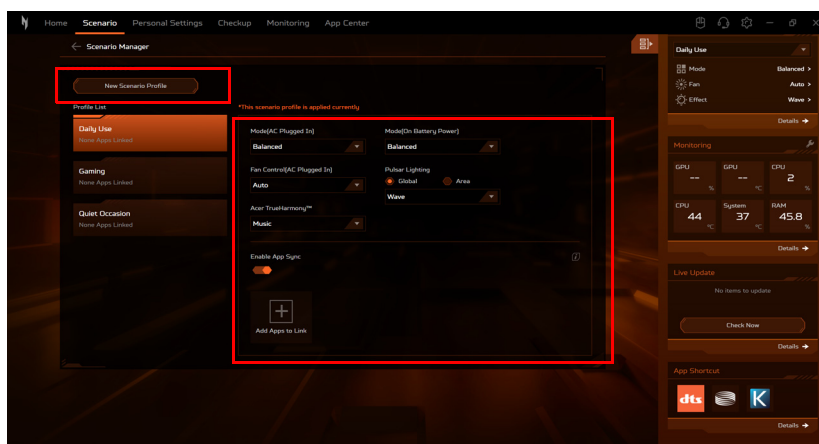 Home Scenario Personal Settings Checkup Monitoring App Center
Scenario Manager
New Scenario Profile
Profile List
Daily Use
None Apps Linked
Gaming
None Apps Linked
Quiet Occasion
None Apps Linked
*This scenario profile is applied currently
Mode(AC Plugged In)
Balanced
Mode(On Battery Power)
Balanced
Fan Control(AC Plugged In)
Auto
Pulsar Lighting
Global Area
Wave
Acer TrueHarmony™
Music
Enable App Sync
Add Apps to Link
Daily Use
Mode Balanced >
Fan Auto >
Effect Wave >
Details
Monitoring
GPU -- %
GPU -- °C
CPU 2 %
CPU 44 °C
System 37 °C
RAM 45.8 %
Details
Live Update
No items to update
Check Now
Details
App Shortcut
dts
K
Details